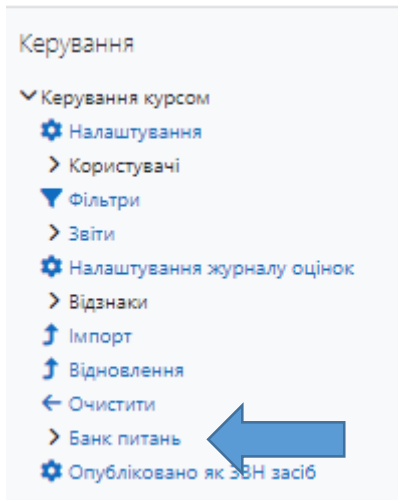 Керування
Керування курсом
Налаштування
Користувачі
Фільтри
Звіти
Налаштування журналу оцінок
Відзнаки
Імпорт
Відновлення
Очистити
Банк питань
Опубліковано як ЗВН засіб